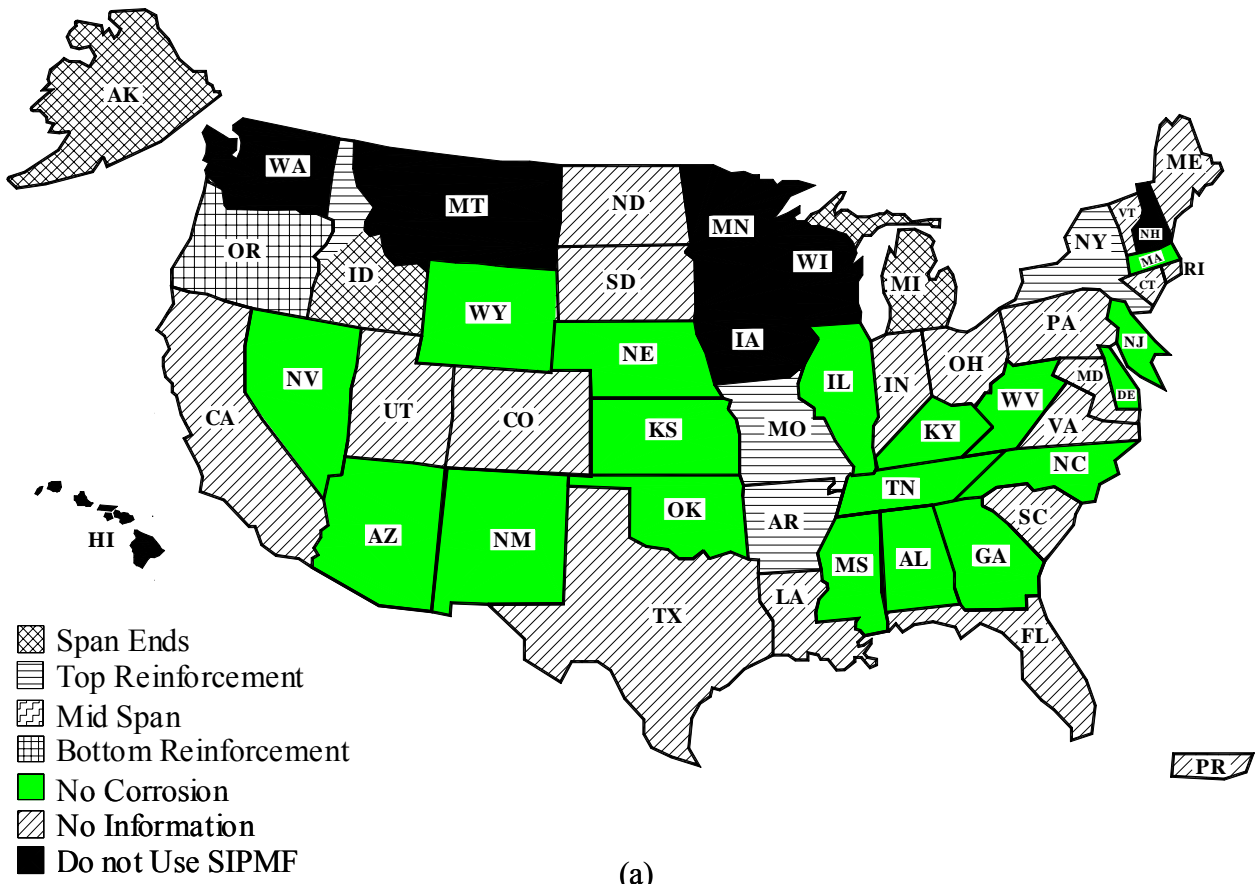 AK
WA
MT
ND
MN
ME
VT
NH
NY
OR
ID
WI
MA
RI
CT
SD
MI
WY
PA
IA
NJ
NE
OH
NV
IL
IN
MD
DE
WV
CA
UT
CO
VA
KS
MO
KY
NC
TN
OK
AR
SC
AZ
NM
HI
MS
AL
GA
LA
TX
FL
PR
Span Ends
Top Reinforcement
Mid Span
Bottom Reinforcement
No Corrosion
No Information
Do not Use SIPMF
(a)